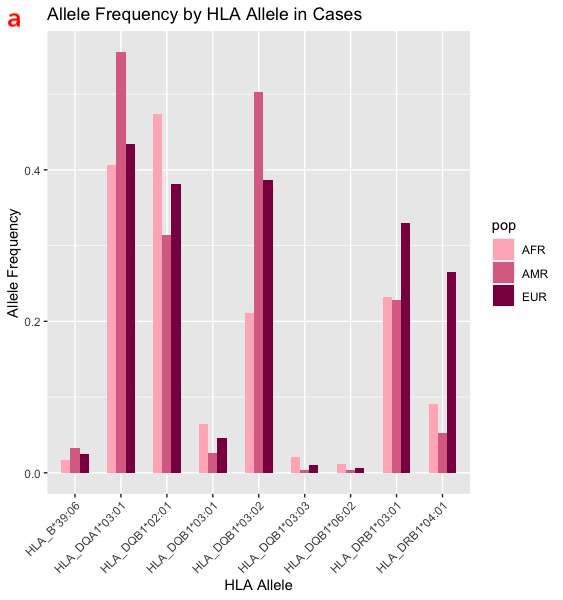 a
Allele Frequency by HLA Allele in Cases
Allele Frequency
0.4
0.2
0.0
HLA_B*39:06
HLA_DQA1*03:01
HLA_DQB1*02:01
HLA_DQB1*03:01
HLA_DQB1*03:02
HLA_DQB1*03:03
HLA_DQB1*06:02
HLA_DRB1*03:01
HLA_DRB1*04:01
HLA Allele
pop
AFR
AMR
EUR